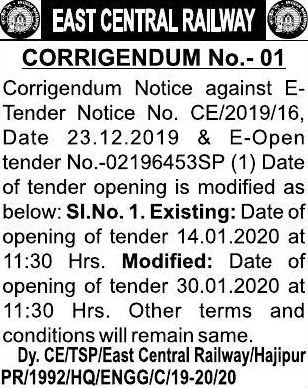 EAST CENTRAL RAILWAY
CORRIGENDUM No.- 01
Corrigendum Notice against E-
Tender Notice No. CE/2019/16,
Date 23.12.2019 & E-Open
tender No.-02196453SP (1) Date
of tender opening is modified as
below: Sl.No. 1. Existing: Date of
opening of tender 14.01.2020 at
11:30 Hrs. Modified: Date of
opening of tender 30.01.2020 at
11:30 Hrs. Other terms and
conditions will remain same.
Dy. CE/TSP/East Central Railway/Hajipur
PR/1992/HQ/ENGG/C/19-20/20